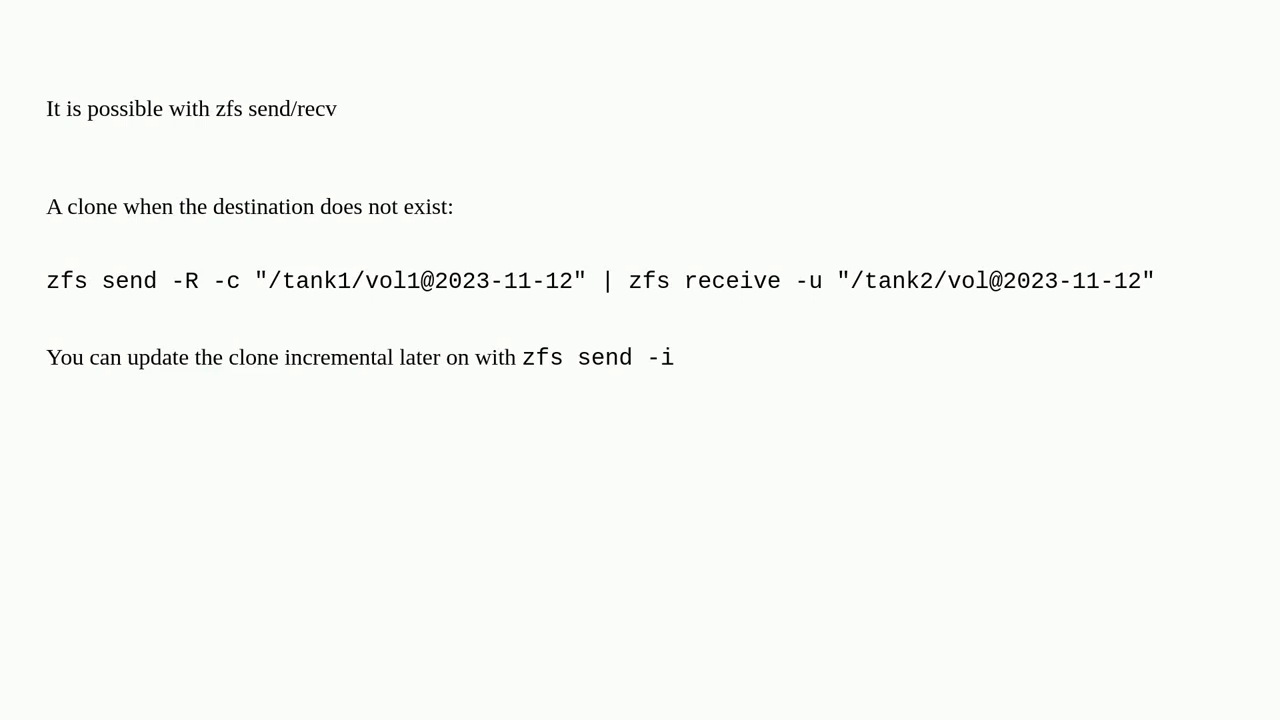 It is possible with zfs send/recv
A clone when the destination does not exist:
zfs send -R -c "/tank1/vol1@2023-11-12" | zfs receive -u "/tank2/vol@2023-11-12"
You can update the clone incremental later on with zfs send -i